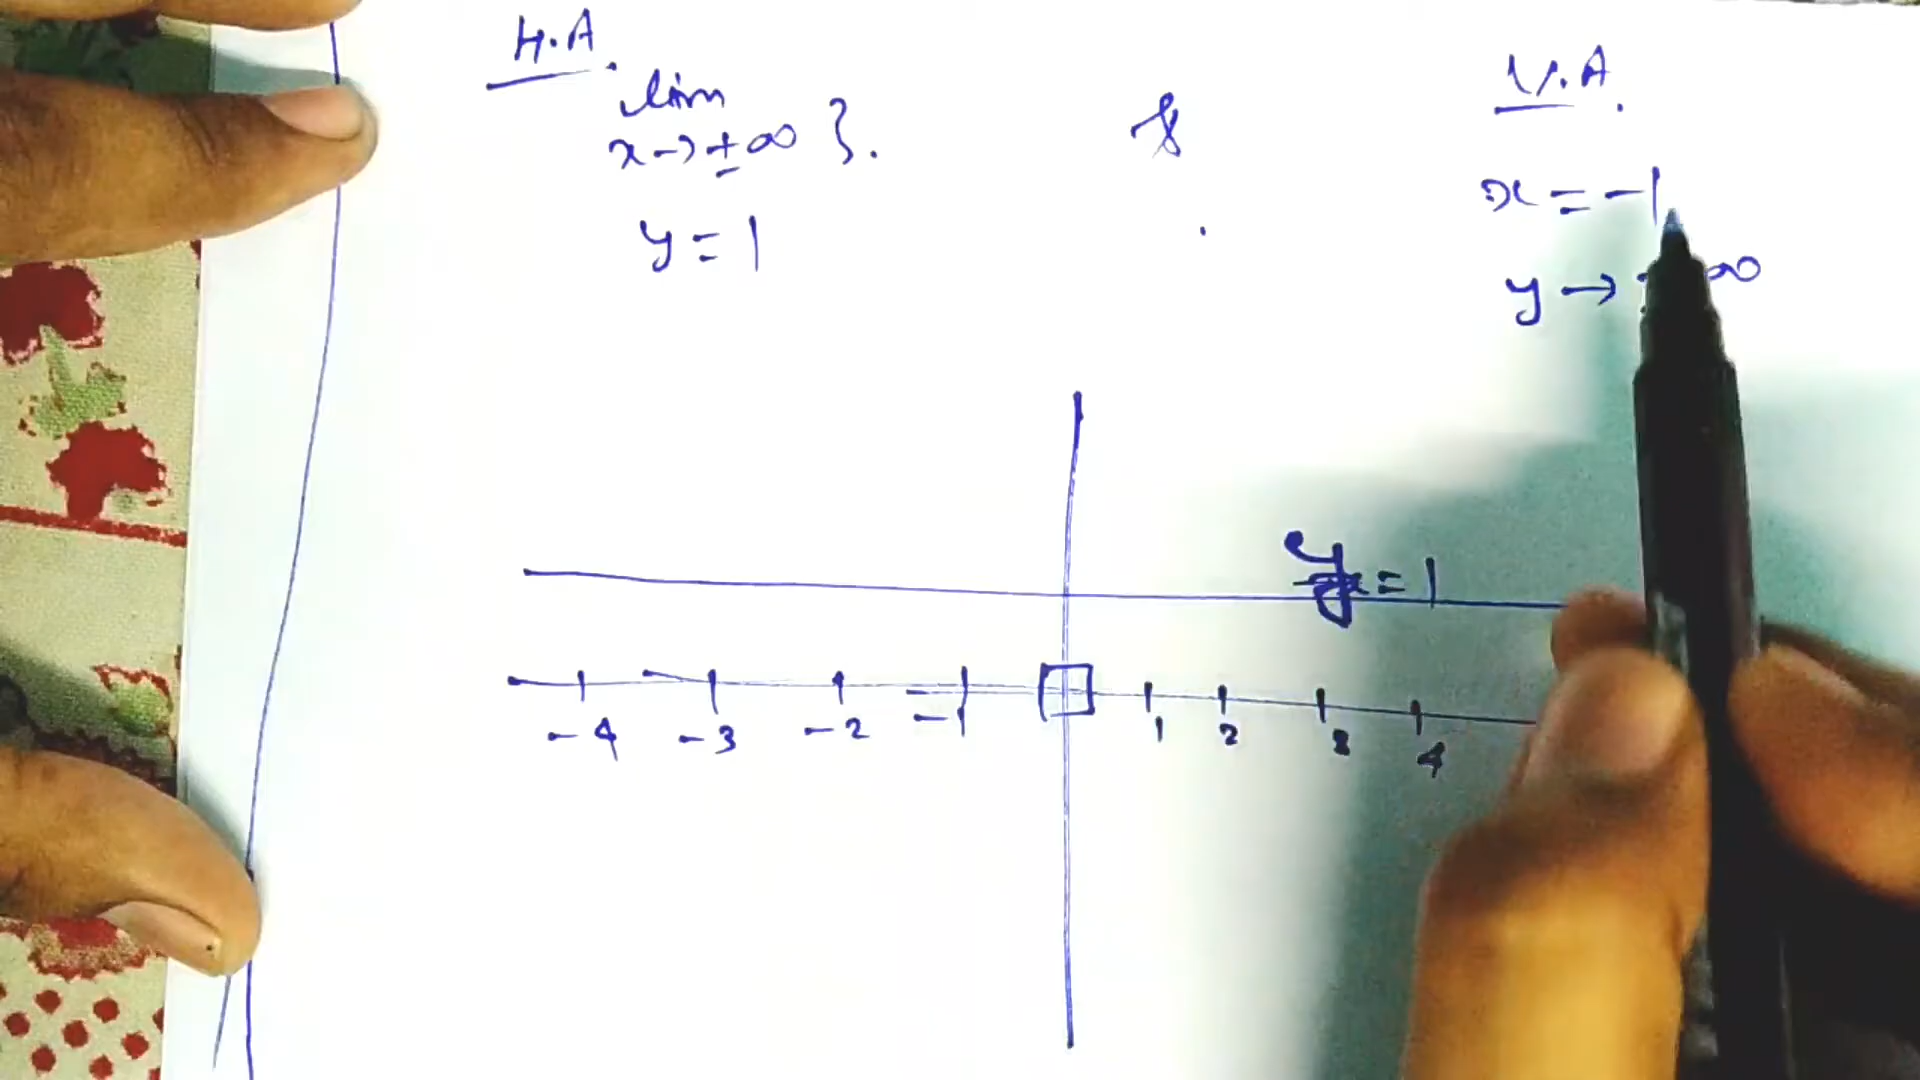 H.A.
lim
x→±∞ }.
y = 1
&
V.A.
x = -1
y → ∞
y = 1
-4 -3 -2 -1 1 2 3 4